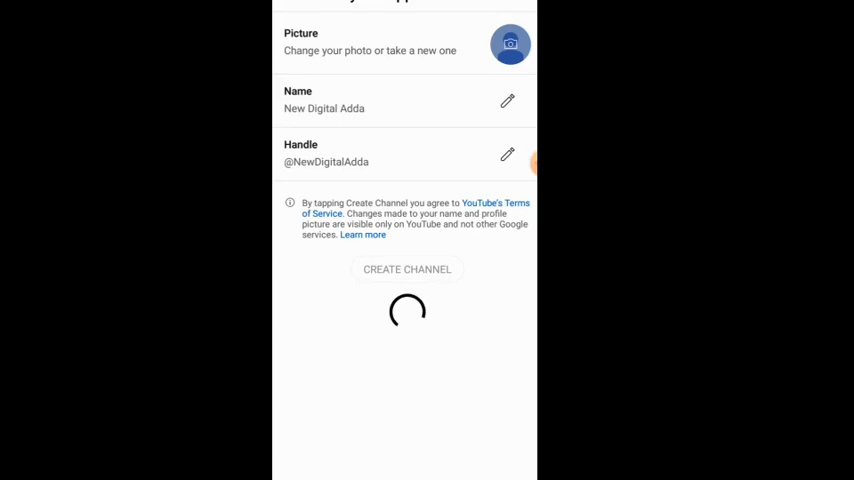 Picture
Change your photo or take a new one
Name
New Digital Adda
Handle
@NewDigitalAdda
By tapping Create Channel you agree to YouTube's Terms
of Service. Changes made to your name and profile
picture are visible only on YouTube and not other Google
services. Learn more
CREATE CHANNEL